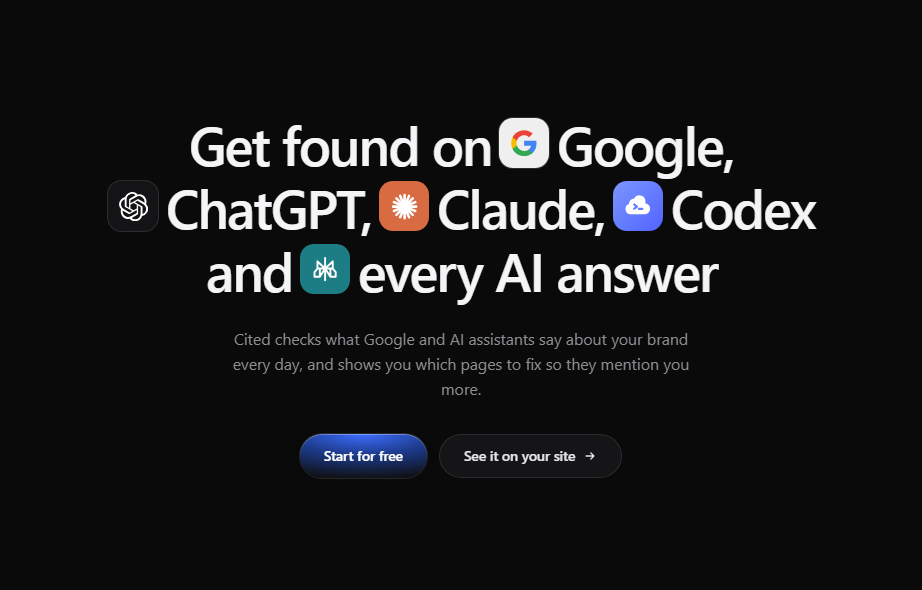 Get found on Google,
ChatGPT, Claude, Codex
and every AI answer
Cited checks what Google and AI assistants say about your brand
every day, and shows you which pages to fix so they mention you
more.
Start for free
See it on your site →